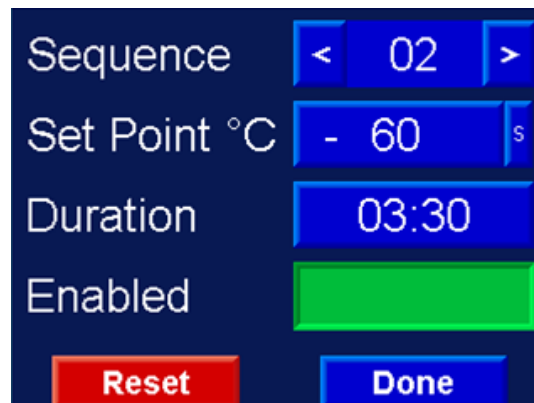 Sequence < 02 >
Set Point °C - 60 s
Duration 03:30
Enabled
Reset Done